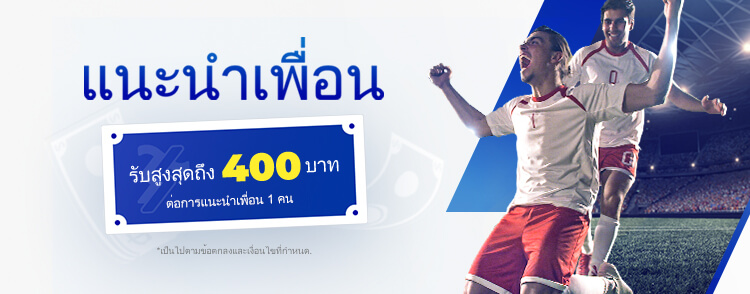 แนะนำเพื่อน
รับสูงสุดถึง 400 บาท
ต่อการแนะนำเพื่อน 1 คน
*เป็นไปตามข้อตกลงและเงื่อนไขที่กำหนด.